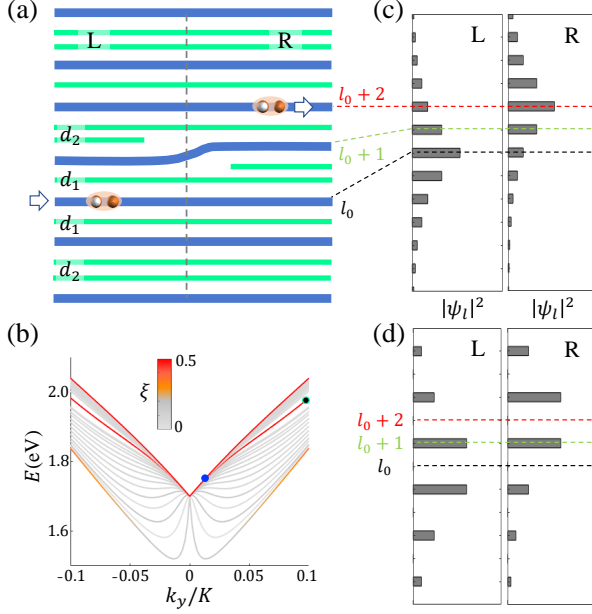 (a)
L
R
l₀ + 2
d₂
l₀ + 1
d₁
l₀
d₁
d₂
(c)
L
R
|ψₗ|²
|ψₗ|²
(b)
ξ
0.5
0
E(eV)
2.0
1.8
1.6
-0.1
-0.05
0
0.05
0.1
k_y/K
(d)
L
R
l₀ + 2
l₀ + 1
l₀